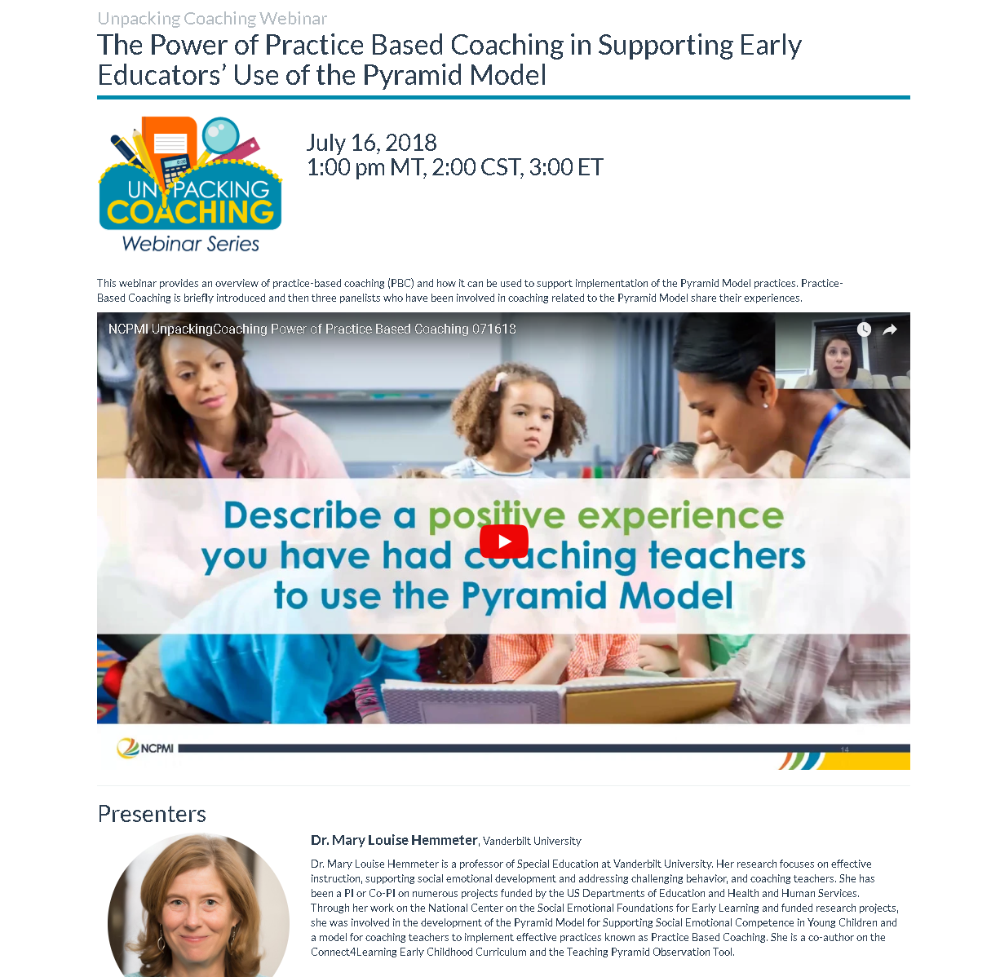 Unpacking Coaching Webinar
The Power of Practice Based Coaching in Supporting Early
Educators’ Use of the Pyramid Model
UN PACKING
COACHING
Webinar Series
July 16, 2018
1:00 pm MT, 2:00 CST, 3:00 ET
This webinar provides an overview of practice-based coaching (PBC) and how it can be used to support implementation of the Pyramid Model practices. Practice-
Based Coaching is briefly introduced and then three panelists who have been involved in coaching related to the Pyramid Model share their experiences.
NCPMI UnpackingCoaching Power of Practice Based Coaching 071618
Describe a positive experience
you have had coaching teachers
to use the Pyramid Model
NCPMI
14
Presenters
Dr. Mary Louise Hemmeter, Vanderbilt University
Dr. Mary Louise Hemmeter is a professor of Special Education at Vanderbilt University. Her research focuses on effective
instruction, supporting social emotional development and addressing challenging behavior, and coaching teachers. She has
been a PI or Co-PI on numerous projects funded by the US Departments of Education and Health and Human Services.
Through her work on the National Center on the Social Emotional Foundations for Early Learning and funded research projects,
she was involved in the development of the Pyramid Model for Supporting Social Emotional Competence in Young Children and
a model for coaching teachers to implement effective practices known as Practice Based Coaching. She is a co-author on the
Connect4Learning Early Childhood Curriculum and the Teaching Pyramid Observation Tool.